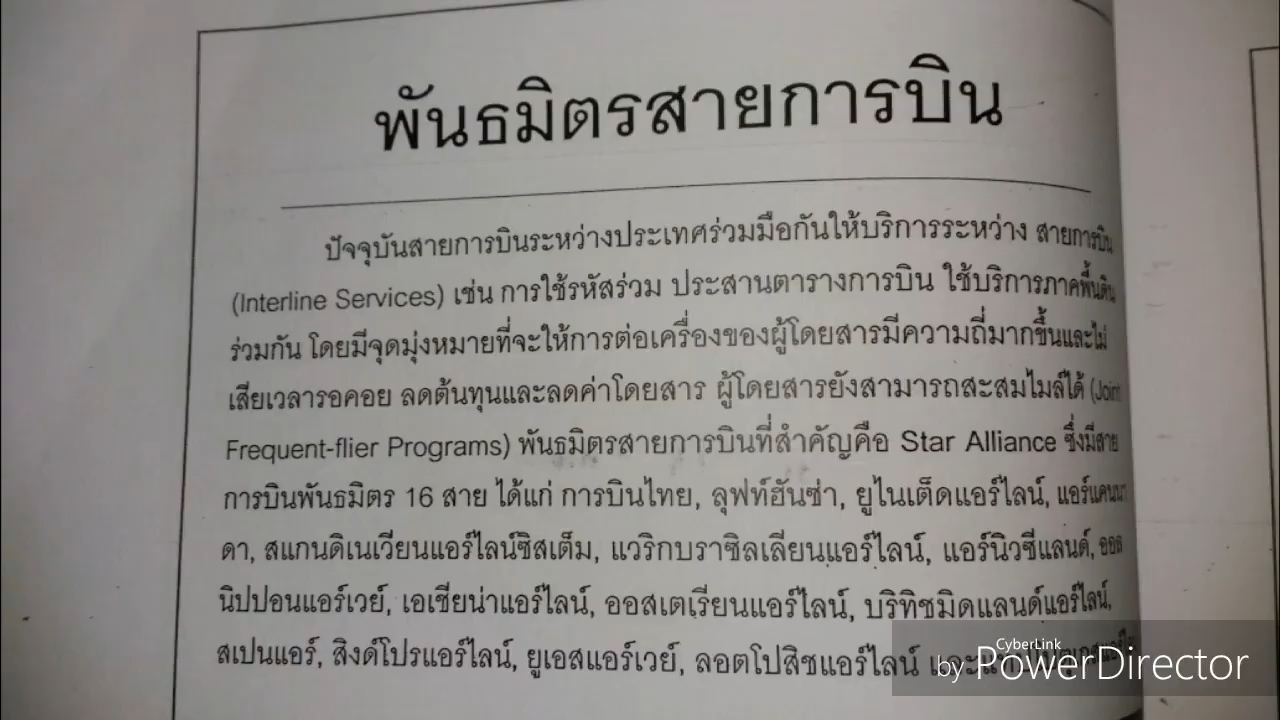 พันธมิตรสายการบิน
ปัจจุบันสายการบินระหว่างประเทศร่วมมือกันให้บริการระหว่าง สายการบิน
(Interline Services) เช่น การใช้รหัสร่วม ประสานตารางการบิน ใช้บริการภาคพื้นดิน
ร่วมกัน โดยมีจุดมุ่งหมายที่จะให้การต่อเครื่องของผู้โดยสารมีความถี่มากขึ้นและไม่
เสียเวลารอคอย ลดต้นทุนและลดค่าโดยสาร ผู้โดยสารยังสามารถสะสมไมล์ได้ (Joint
Frequent-flier Programs) พันธมิตรสายการบินที่สำคัญคือ Star Alliance ซึ่งมีสาย
การบินพันธมิตร 16 สาย ได้แก่ การบินไทย, ลุฟท์ฮันซ่า, ยูไนเต็ดแอร์ไลน์, แอร์แคนนา
ดา, สแกนดิเนเวียนแอร์ไลน์ซิสเต็ม, แวริกบราซิลเลียนแอร์ไลน์, แอร์นิวซีแลนด์, ออล
นิปปอนแอร์เวย์, เอเชียน่าแอร์ไลน์, ออสเตเรียนแอร์ไลน์, บริทิชมิดแลนด์แอร์ไลน์,
สเปนแอร์, สิงค์โปรแอร์ไลน์, ยูเอสแอร์เวย์, ลอตโปลิชแอร์ไลน์
CyberLink
by PowerDirector